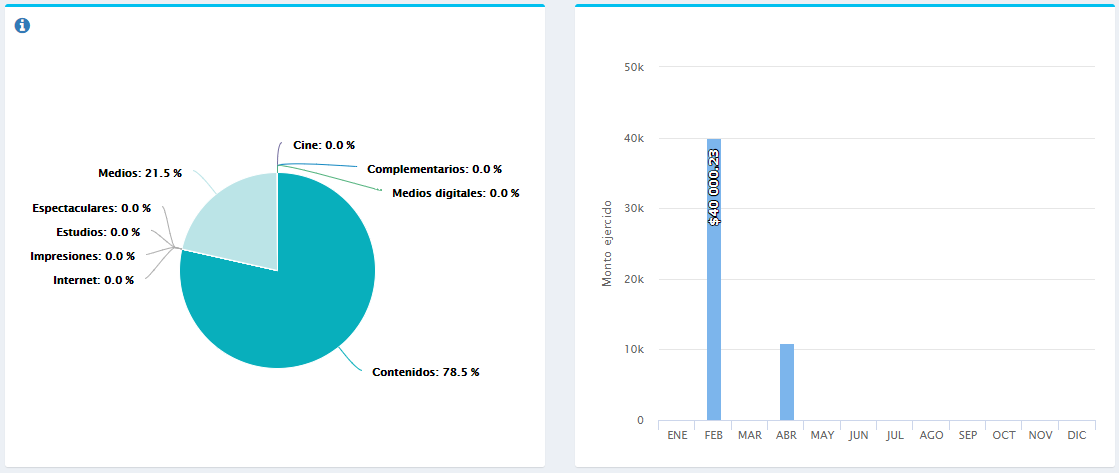 Cine: 0.0 %
Complementarios: 0.0 %
Medios: 21.5 %
Medios digitales: 0.0 %
Espectaculares: 0.0 %
Estudios: 0.0 %
Impresiones: 0.0 %
Internet: 0.0 %
Contenidos: 78.5 %
Monto ejercido
50k
40k
30k
20k
10k
0
$40 000.23
ENE FEB MAR ABR MAY JUN JUL AGO SEP OCT NOV DIC